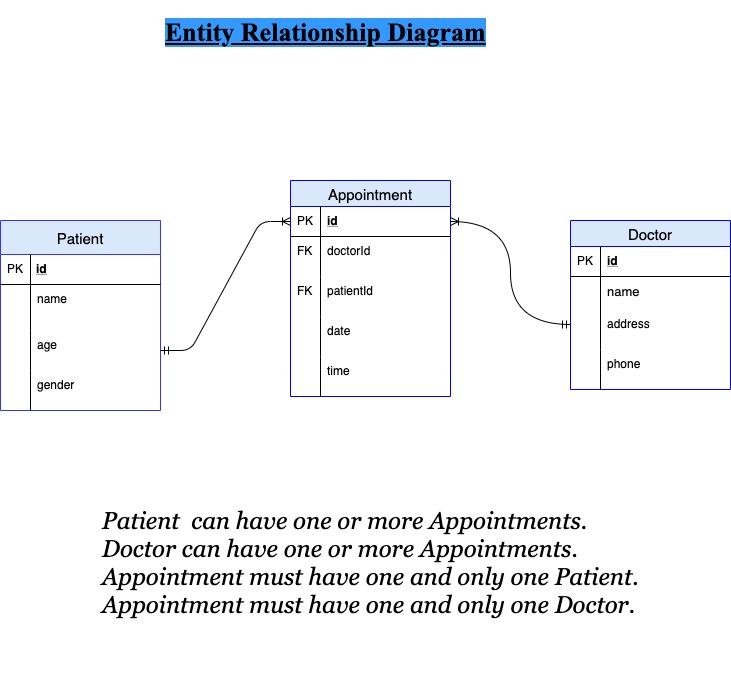 Entity Relationship Diagram
Patient
PK id
name
age
gender
Appointment
PK id
FK doctorId
FK patientId
date
time
Doctor
PK id
name
address
phone
Patient can have one or more Appointments.
Doctor can have one or more Appointments.
Appointment must have one and only one Patient.
Appointment must have one and only one Doctor.